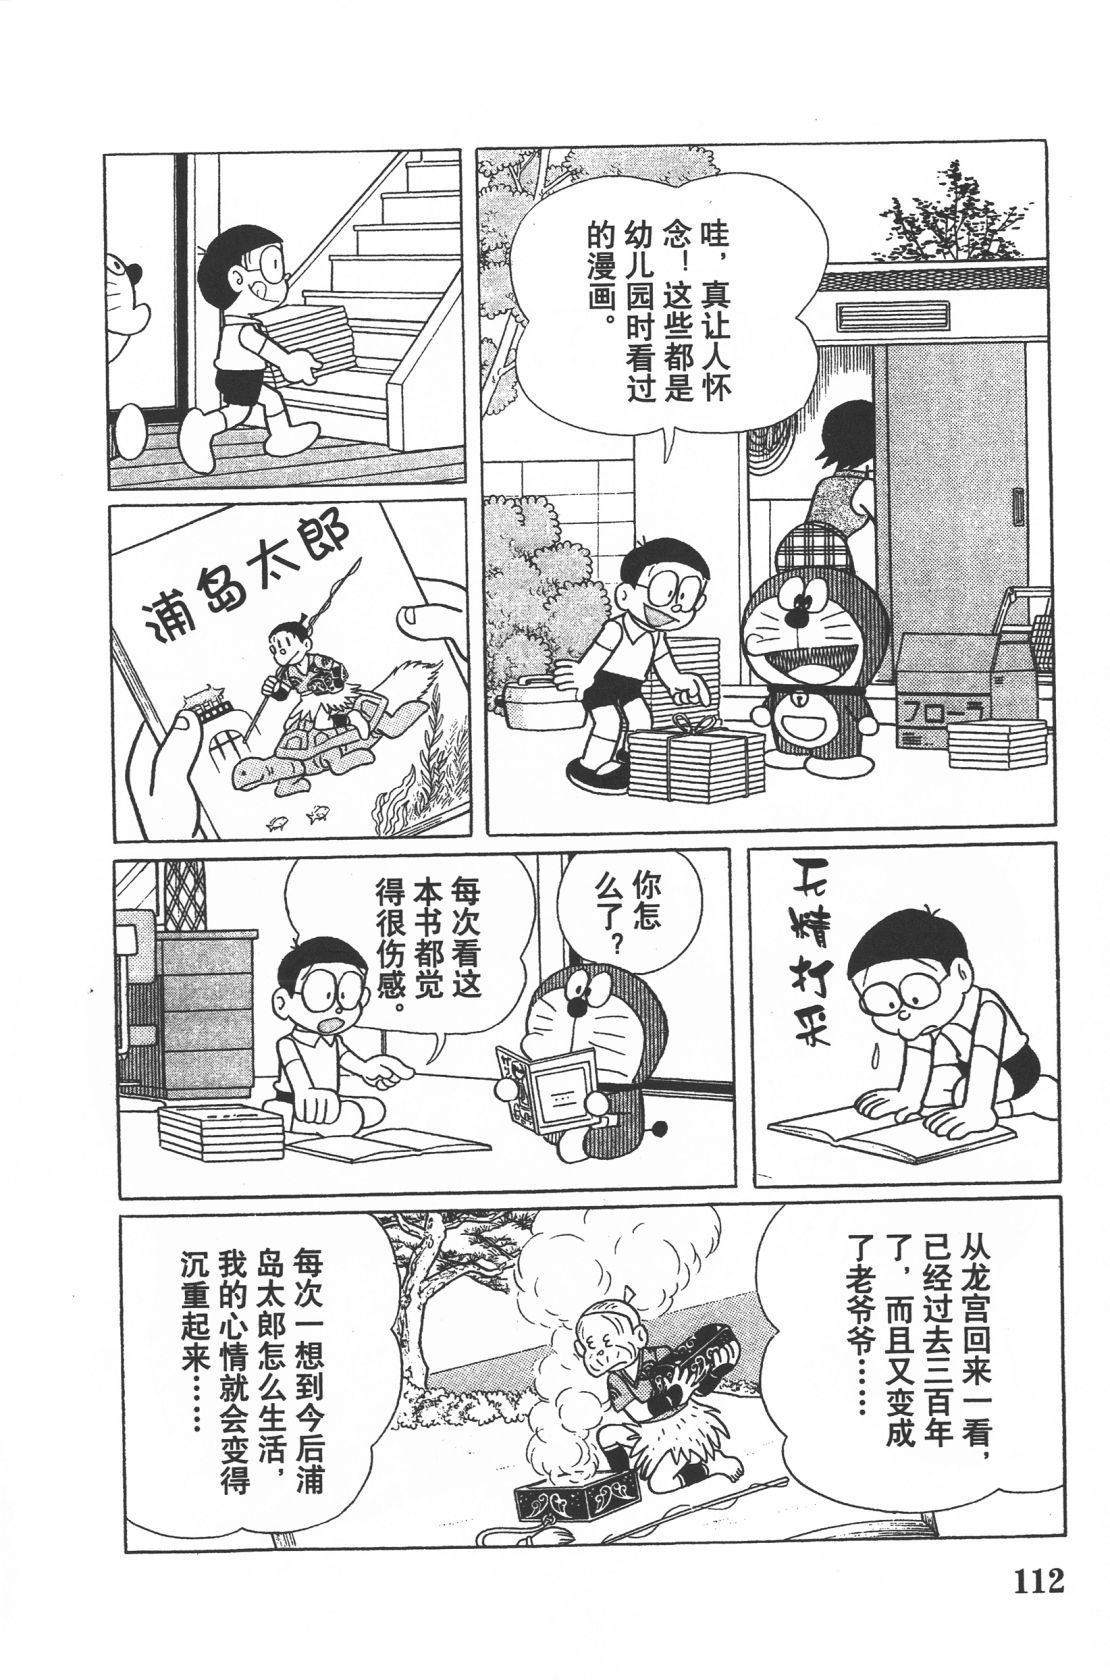 哇，真让人怀
念！这些都是
幼儿园时看过
的漫画。
フローラ
浦岛太郎
无精打采
你怎
么了？
每次看这
本书都觉
得很伤感。
从龙宫回来一看，
已经过去三百年
了，而且又变成
了老爷爷……
每次一想到今后浦
岛太郎怎么生活，
我的心情就会变得
沉重起来……
112